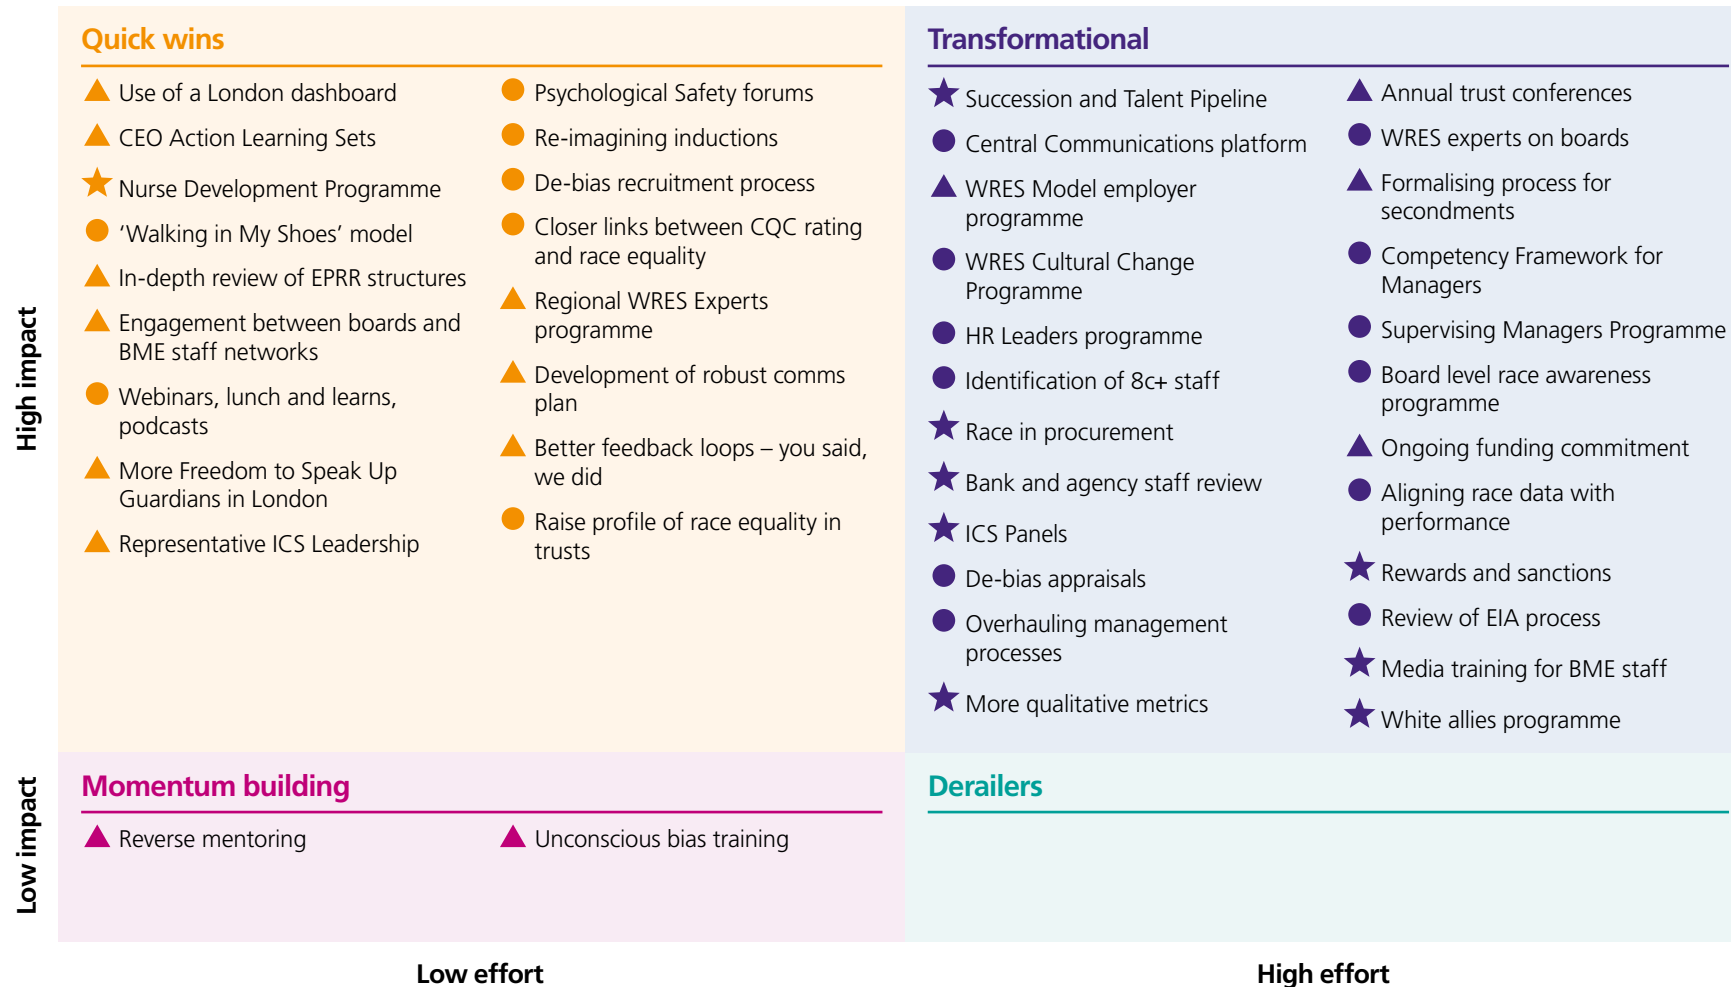 High impact
Quick wins
Use of a London dashboard
CEO Action Learning Sets
Nurse Development Programme
‘Walking in My Shoes’ model
In-depth review of EPRR structures
Engagement between boards and
BME staff networks
Webinars, lunch and learns,
podcasts
More Freedom to Speak Up
Guardians in London
Representative ICS Leadership
Psychological Safety forums
Re-imagining inductions
De-bias recruitment process
Closer links between CQC rating
and race equality
Regional WRES Experts
programme
Development of robust comms
plan
Better feedback loops – you said,
we did
Raise profile of race equality in
trusts
Transformational
Succession and Talent Pipeline
Central Communications platform
WRES Model employer
programme
WRES Cultural Change
Programme
HR Leaders programme
Identification of 8c+ staff
Race in procurement
Bank and agency staff review
ICS Panels
De-bias appraisals
Overhauling management
processes
More qualitative metrics
Annual trust conferences
WRES experts on boards
Formalising process for
secondments
Competency Framework for
Managers
Supervising Managers Programme
Board level race awareness
programme
Ongoing funding commitment
Aligning race data with
performance
Rewards and sanctions
Review of EIA process
Media training for BME staff
White allies programme
Low impact
Momentum building
Reverse mentoring
Unconscious bias training
Derailers
Low effort
High effort